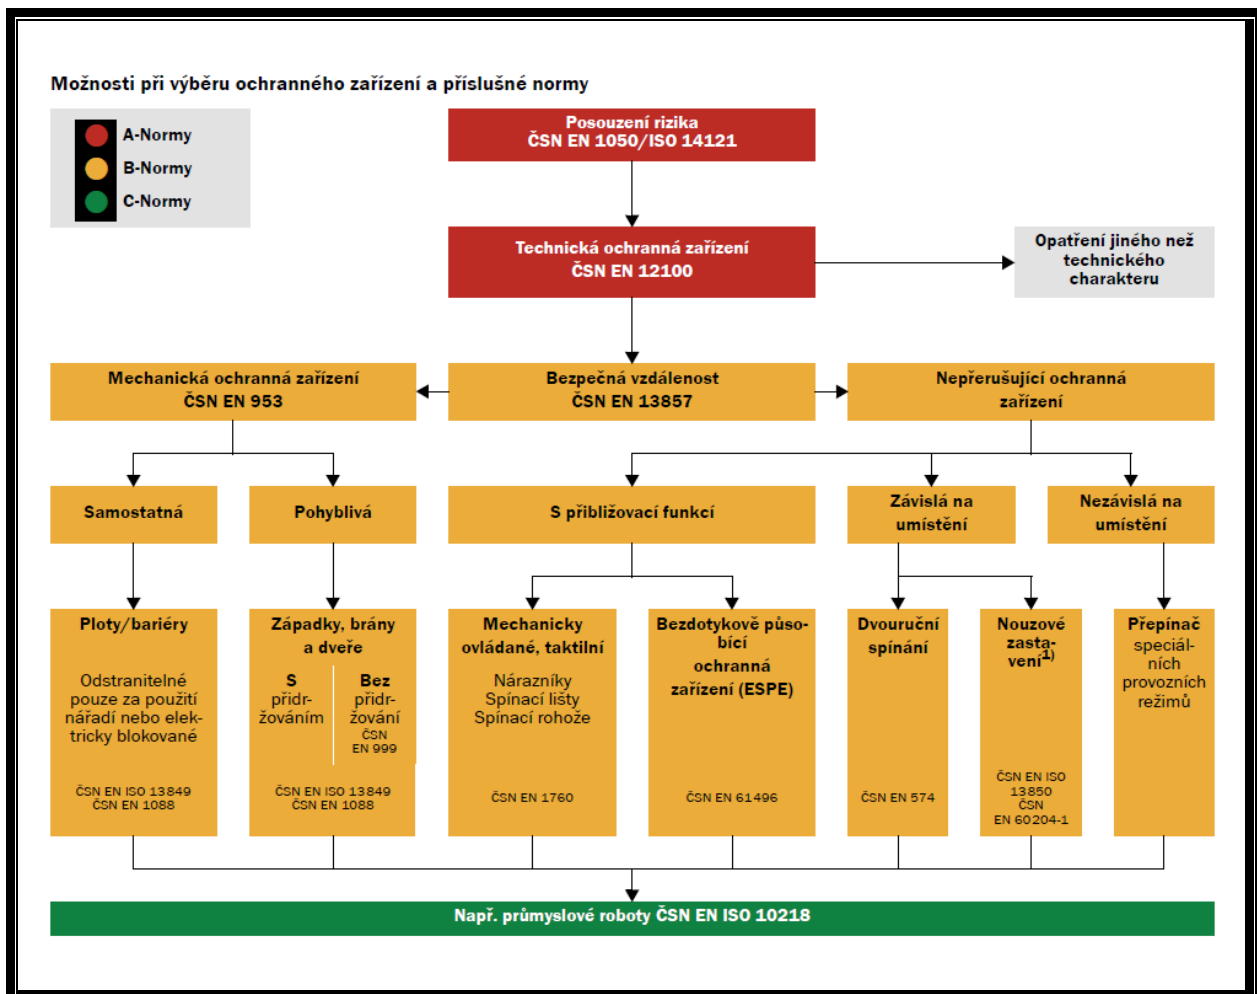 Možnosti při výběru ochranného zařízení a příslušné normy
A-Normy
B-Normy
C-Normy
Posouzení rizika
ČSN EN 1050/ISO 14121
Technická ochranná zařízení
ČSN EN 12100
Opatření jiného než
technického
charakteru
Mechanická ochranná zařízení
ČSN EN 953
Bezpečná vzdálenost
ČSN EN 13857
Nepřerušující ochranná
zařízení
Samostatná
Pohyblivá
S přibližovací funkcí
Závislá na
umístění
Nezávislá na
umístění
Ploty/bariéry
Odstranitelné
pouze za použití
nářadí nebo elek-
tricky blokované
ČSN EN ISO 13849
ČSN EN 1088
Západky, brány
a dveře
S
přidr-
žováním
Bez
přidr-
žování
ČSN
EN 999
ČSN EN ISO 13849
ČSN EN 1088
Mechanicky
ovládané, taktilní
Nárazníky
Spínací lišty
Spínací rohože
ČSN EN 1760
Bezdotykově půso-
bící
ochranná
zařízení (ESPE)
ČSN EN 61496
Dvouruční
spínání
ČSN EN 574
Nouzové
zasta-
vení1)
ČSN EN ISO
13850
ČSN
EN 60204-1
Přepínač
speciál-
ních
provozních
režimů
Např. průmyslové roboty ČSN EN ISO 10218